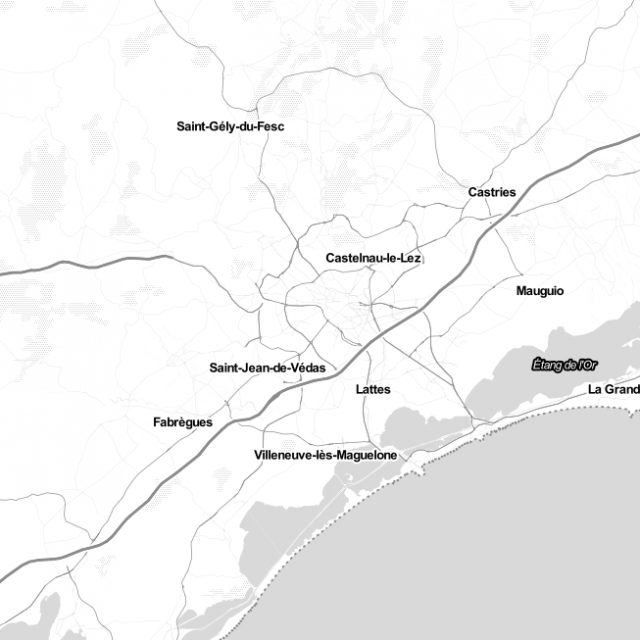 Saint-Gély-du-Fesc
Castries
Castelnau-le-Lez
Mauguio
Étang de l'Or
Saint-Jean-de-Védas
Lattes
La Grand
Fabrègues
Villeneuve-lès-Maguelone